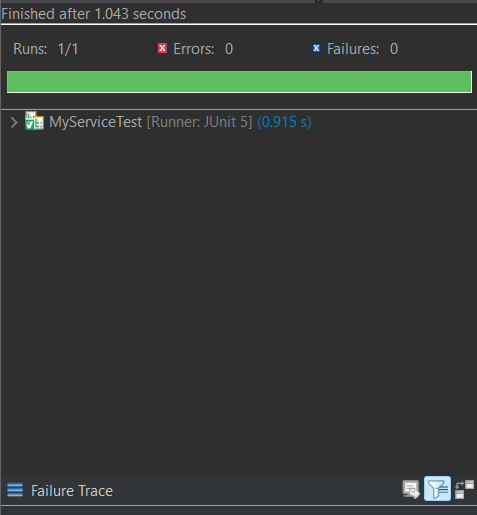 Finished after 1.043 seconds
Runs: 1/1 Errors: 0 Failures: 0
MyServiceTest [Runner: JUnit 5] (0.915 s)
Failure Trace